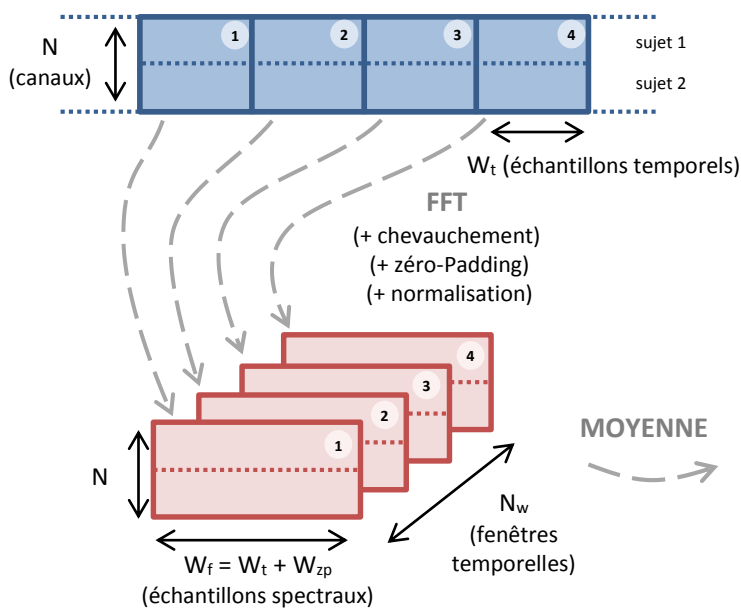 N
(canaux)
1
2
3
4
sujet 1
sujet 2
Wt (échantillons temporels)
FFT
(+ chevauchement)
(+ zéro-Padding)
(+ normalisation)
4
3
2
1
N
MOYENNE
Nw
(fenêtres
temporelles)
Wf = Wt + Wzp
(échantillons spectraux)